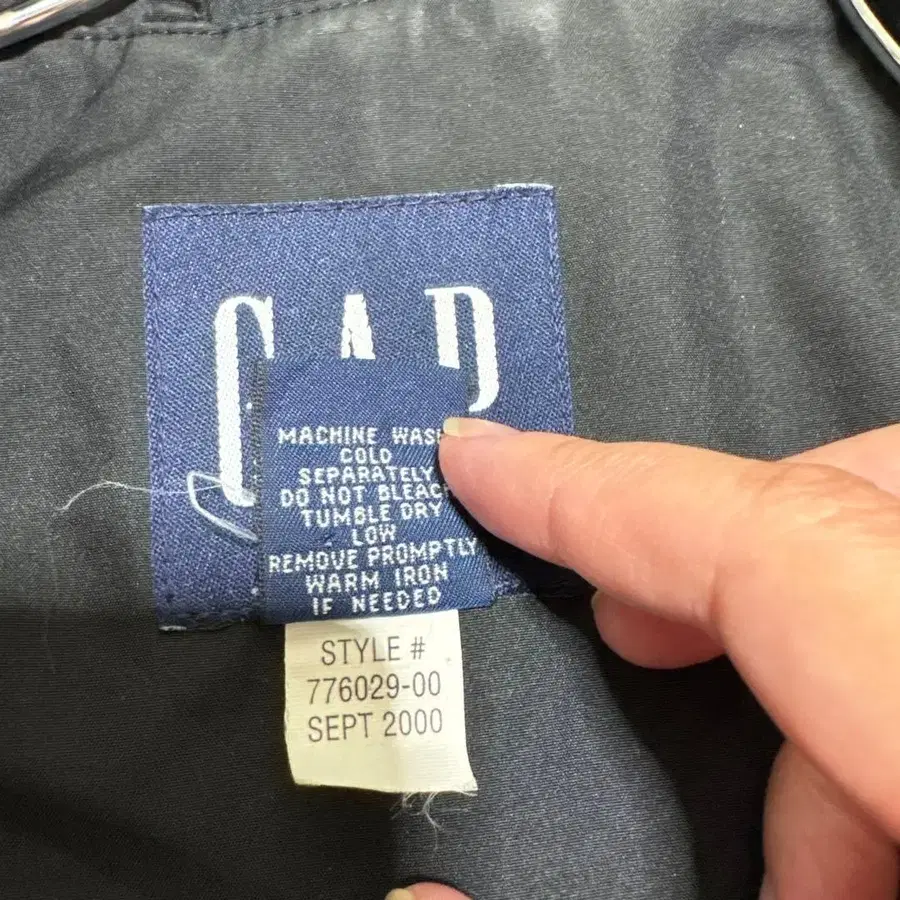 GAP
MACHINE WASH
COLD
SEPARATELY
DO NOT BLEACH
TUMBLE DRY
LOW
REMOVE PROMPTLY
WARM IRON
IF NEEDED
STYLE #
776029-00
SEPT 2000